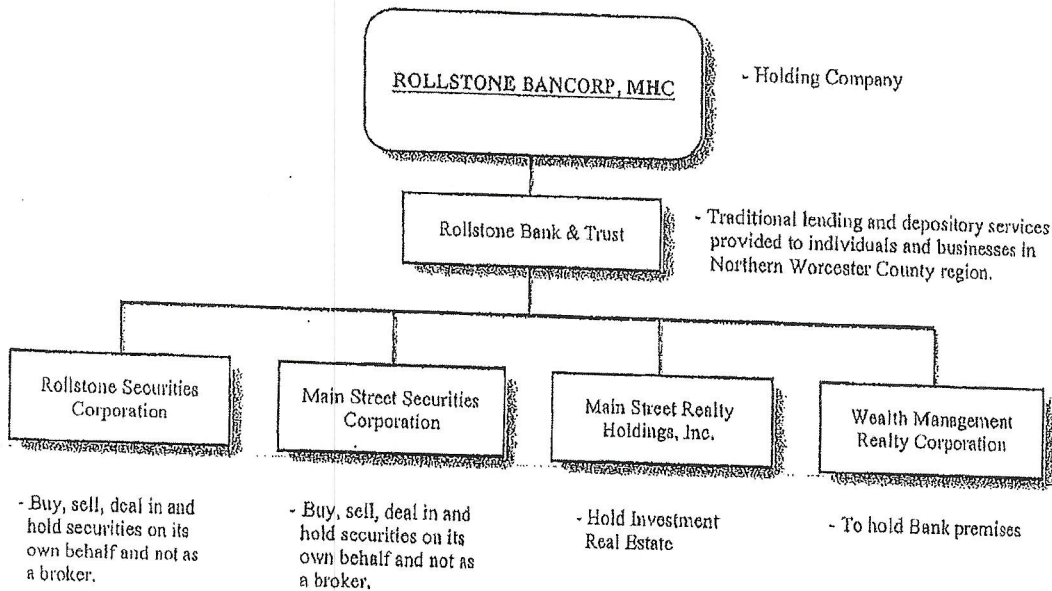 ROLLSTONE BANCORP, MHC
- Holding Company
Rollstone Bank & Trust
- Traditional lending and depository services
provided to individuals and businesses in
Northern Worcester County region.
Rollstone Securities
Corporation
Main Street Securities
Corporation
Main Street Realty
Holdings, Inc.
Wealth Management
Realty Corporation
- Buy, sell, deal in and
hold securities on its
own behalf and not as
a broker.
- Buy, sell, deal in and
hold securities on its
own behalf and not as
a broker.
- Hold Investment
Real Estate
- To hold Bank premises